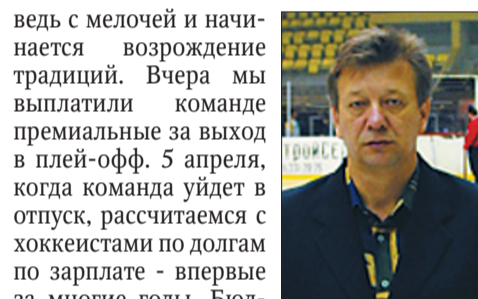 ведь с мелочей и начи-
нается возрождение
традиций. Вчера мы
выплатили команде
премиальные за выход
в плей-офф. 5 апреля,
когда команда уйдет в
отпуск, рассчитаемся с
хоккеистами по долгам
по зарплате - впервые
за многие годы. Бюд-